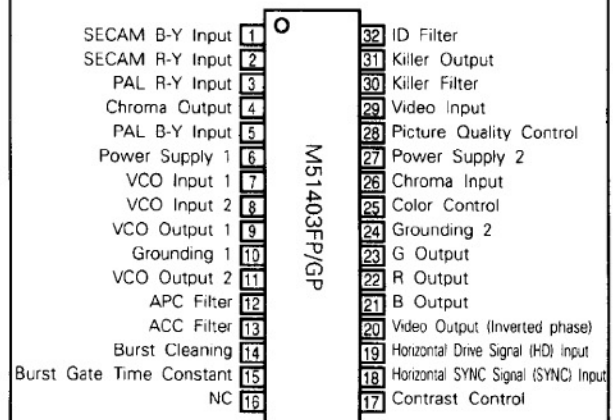 SECAM B-Y Input 1
SECAM R-Y Input 2
PAL R-Y Input 3
Chroma Output 4
PAL B-Y Input 5
Power Supply 1 6
VCO Input 1 7
VCO Input 2 8
VCO Output 1 9
Grounding 1 10
VCO Output 2 11
APC Filter 12
ACC Filter 13
Burst Cleaning 14
Burst Gate Time Constant 15
NC 16
M51403FP/GP
32 ID Filter
31 Killer Output
30 Killer Filter
29 Video Input
28 Picture Quality Control
27 Power Supply 2
26 Chroma Input
25 Color Control
24 Grounding 2
23 G Output
22 R Output
21 B Output
20 Video Output (Inverted phase)
19 Horizontal Drive Signal (HD) Input
18 Horizontal SYNC Signal (SYNC) Input
17 Contrast Control